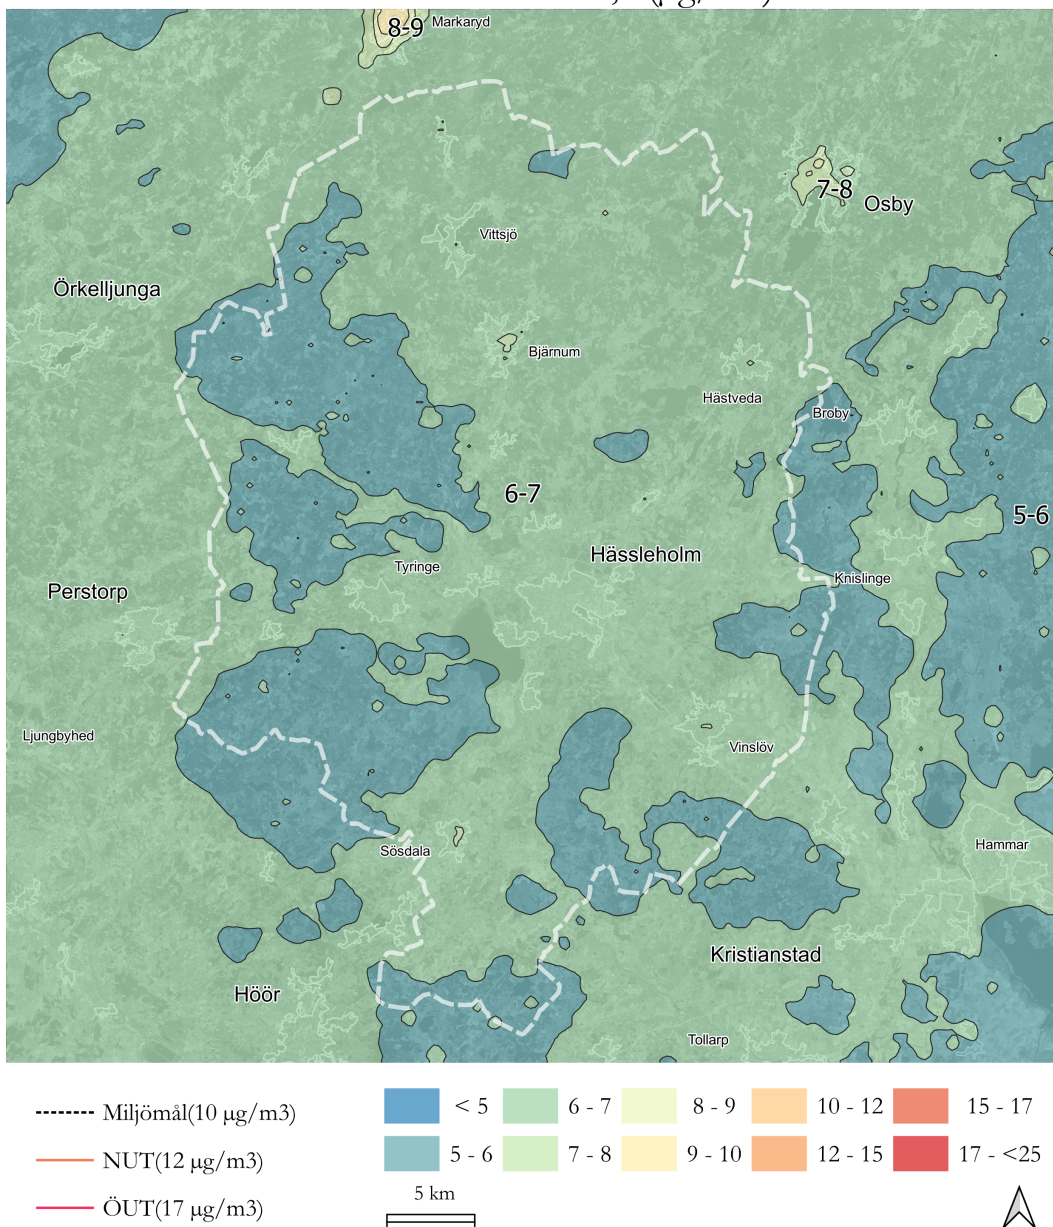 8-9 Markaryd
7-8
Osby
Vittsjö
Örkelljunga
Bjärnum
Hästveda
Broby
6-7
5-6
Hässleholm
Tyringe
Knislinge
Perstorp
Ljungbyhed
Vinslöv
Sösdala
Hammar
Kristianstad
Höör
Tollarp
Miljömål(10 µg/m3)
NUT(12 µg/m3)
ÖUT(17 µg/m3)
< 5 6 - 7 8 - 9 10 - 12 15 - 17
5 - 6 7 - 8 9 - 10 12 - 15 17 - <25
5 km